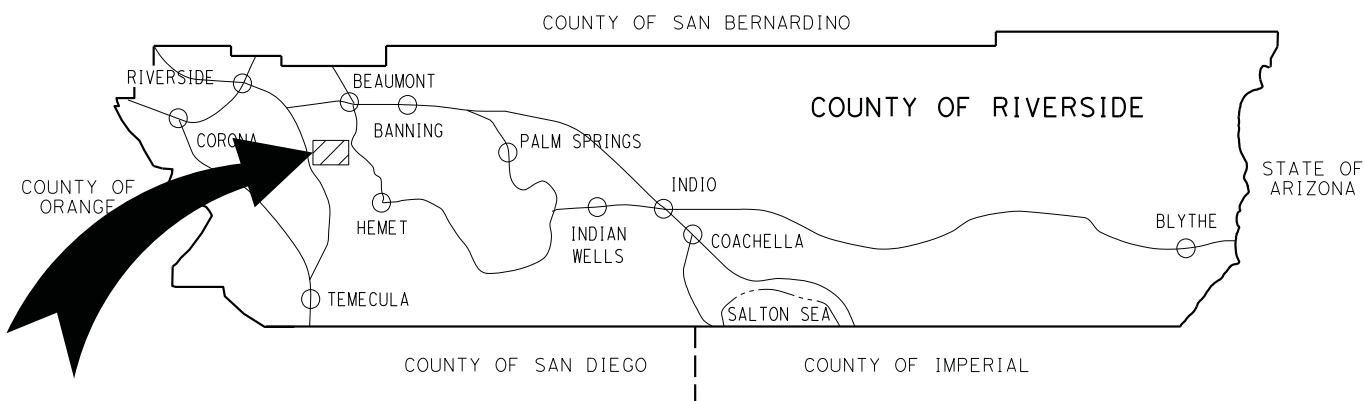 COUNTY OF SAN BERNARDINO
RIVERSIDE
BEAUMONT
COUNTY OF RIVERSIDE
BANNING
CORONA
PALM SPRINGS
STATE OF
ARIZONA
COUNTY OF
ORANGE
INDIO
HEMET
INDIAN
WELLS
COACHELLA
BLYTHE
TEMECULA
SALTON SEA
COUNTY OF SAN DIEGO
COUNTY OF IMPERIAL